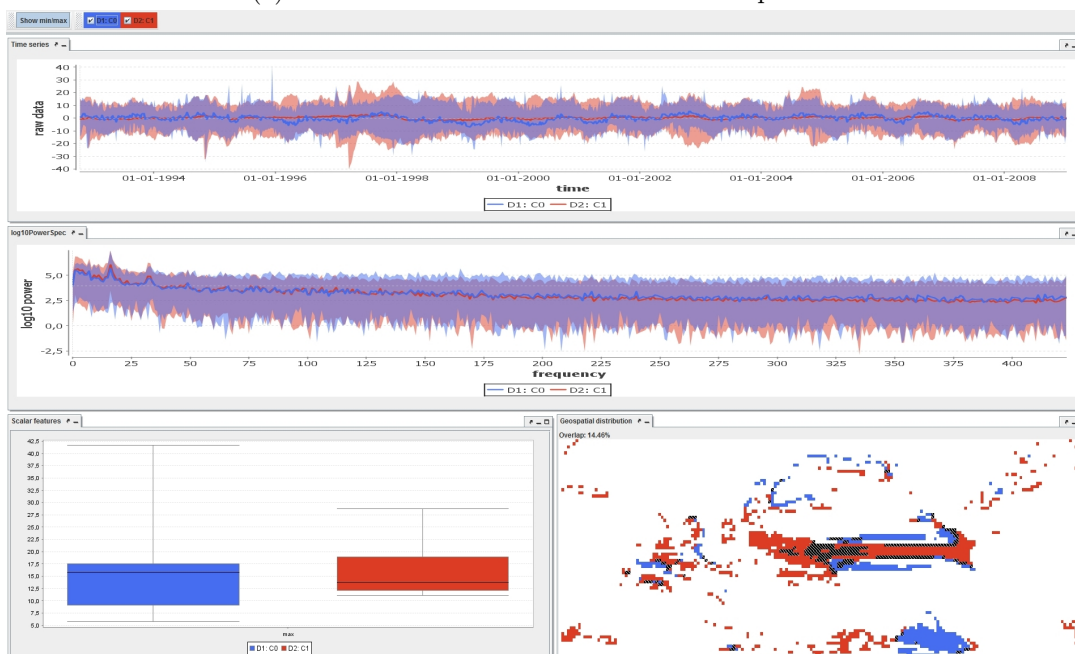 Show min/max D1: C0 D2: C1
Time series
40
30
20
10
0
-10
-20
-30
-40
raw data
01-01-1994 01-01-1996 01-01-1998 01-01-2000 01-01-2002 01-01-2004 01-01-2006 01-01-2008
time
D1: C0 D2: C1
log10PowerSpec
5,0
2,5
0,0
-2,5
log10 power
0 25 50 75 100 125 150 175 200 225 250 275 300 325 350 375 400
frequency
D1: C0 D2: C1
Scalar features
42,5
40,0
37,5
35,0
32,5
30,0
27,5
25,0
22,5
20,0
17,5
15,0
12,5
10,0
7,5
5,0
max
D1: C0 D2: C1
Geospatial distribution
Overlap: 14.46%